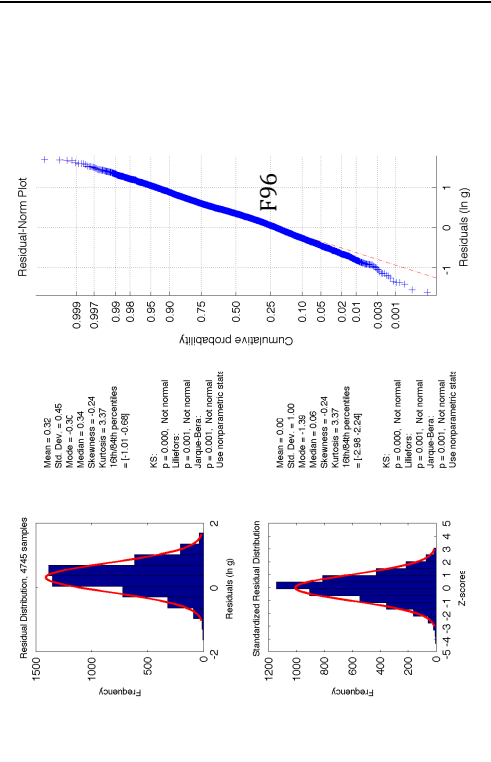 Residual Distribution, 4745 samples
1500
1000
500
0
Frequency
-2
0
2
Residuals (ln g)
Mean = 0.32
Std. Dev. = 0.45
Median = 0.34
Skewness = -0.24
Kurtosis = 3.37
16th/84th percentiles
= [-1.01 -0.68]
KS:
p = 0.000, Not normal
Lilliefors:
p = 0.001, Not normal
Jarque-Bera:
p = 0.001, Not normal
Use nonparametric stats
Standardized Residual Distribution
1200
1000
800
600
400
200
0
Frequency
-5 -4 -3 -2 -1 0 1 2 3 4 5
Z-scores
Mean = 0.00
Std. Dev. = 1.00
Mode = -1.39
Median = 0.06
Skewness = -0.24
Kurtosis = 3.37
16th/84th percentiles
= [-2.98 -2.24]
KS:
p = 0.000, Not normal
Lilliefors:
p = 0.001, Not normal
Jarque-Bera:
p = 0.001, Not normal
Use nonparametric stats
Residual-Norm Plot
0.999
0.997
0.99
0.98
0.95
0.90
0.75
0.50
0.25
0.10
0.05
0.02
0.01
0.003
0.001
Cumulative probability
-1
0
1
Residuals (ln g)
F96